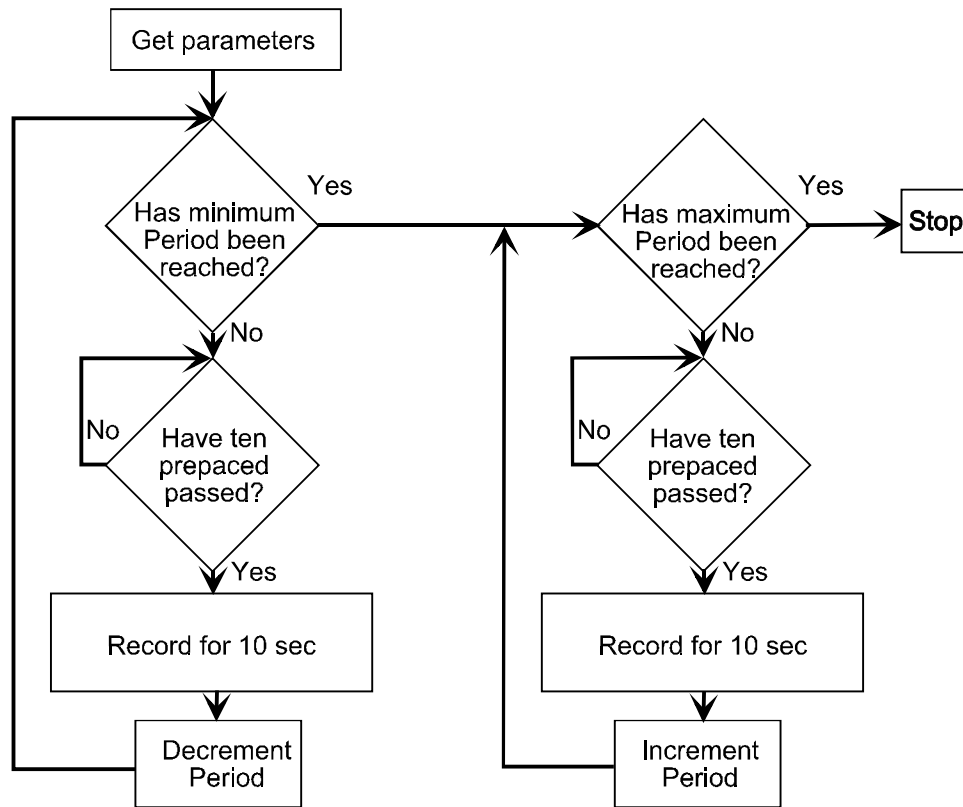 Get parameters
Yes
Has minimum
Period been
reached?
No
No
Have ten
prepaced
passed?
Yes
Record for 10 sec
Decrement
Period
Yes
Has maximum
Period been
reached?
Stop
No
No
Have ten
prepaced
passed?
Yes
Record for 10 sec
Increment
Period